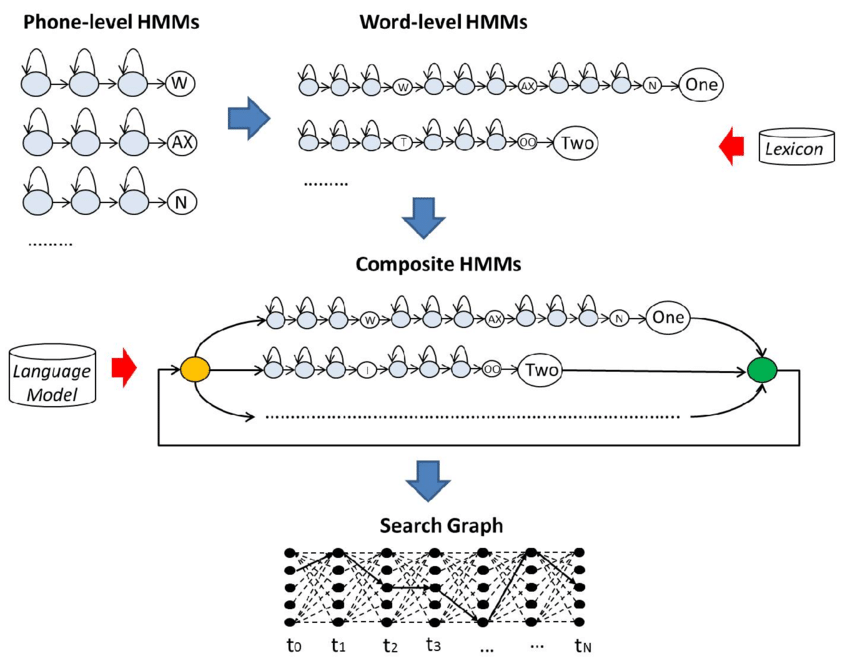 Phone-level HMMs
Word-level HMMs
W
AX
N
.........
W
AX
N
One
T
OO
Two
.........
Lexicon
Composite HMMs
Language
Model
W
AX
N
One
I
OO
Two
Search Graph
t0 t1 t2 t3 ... ... tN